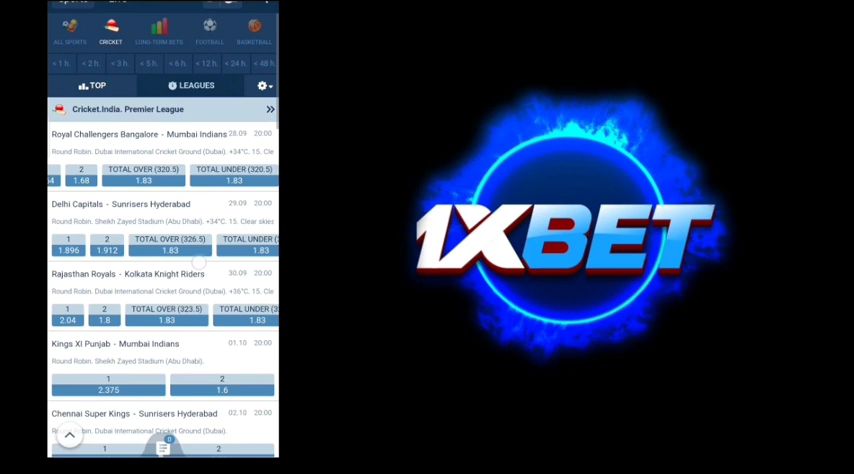 ALL SPORTS CRICKET LONG-TERM BETS FOOTBALL BASKETBALL
< 1 h. < 2 h. < 3 h. < 5 h. < 6 h. < 12 h. < 24 h. < 48 h.
TOP LEAGUES
Cricket.India. Premier League
Royal Challengers Bangalore - Mumbai Indians 28.09 20:00
Round Robin. Dubai International Cricket Ground (Dubai). +34°C. 15. Cle
2 TOTAL OVER (320.5) TOTAL UNDER (320.5)
1.68 1.83 1.83
Delhi Capitals - Sunrisers Hyderabad 29.09 20:00
Round Robin. Sheikh Zayed Stadium (Abu Dhabi). +34°C. 15. Clear skies
1 2 TOTAL OVER (326.5) TOTAL UNDER (
1.896 1.912 1.83 1.83
Rajasthan Royals - Kolkata Knight Riders 30.09 20:00
Round Robin. Dubai International Cricket Ground (Dubai). +36°C. 15. Cle
1 2 TOTAL OVER (323.5) TOTAL UNDER (3
2.04 1.8 1.83 1.83
Kings XI Punjab - Mumbai Indians 01.10 20:00
Round Robin. Sheikh Zayed Stadium (Abu Dhabi).
1 2
2.375 1.6
Chennai Super Kings - Sunrisers Hyderabad 02.10 20:00
Robin. Dubai International Cricket Ground (Dubai).
0
1 2
1XBET